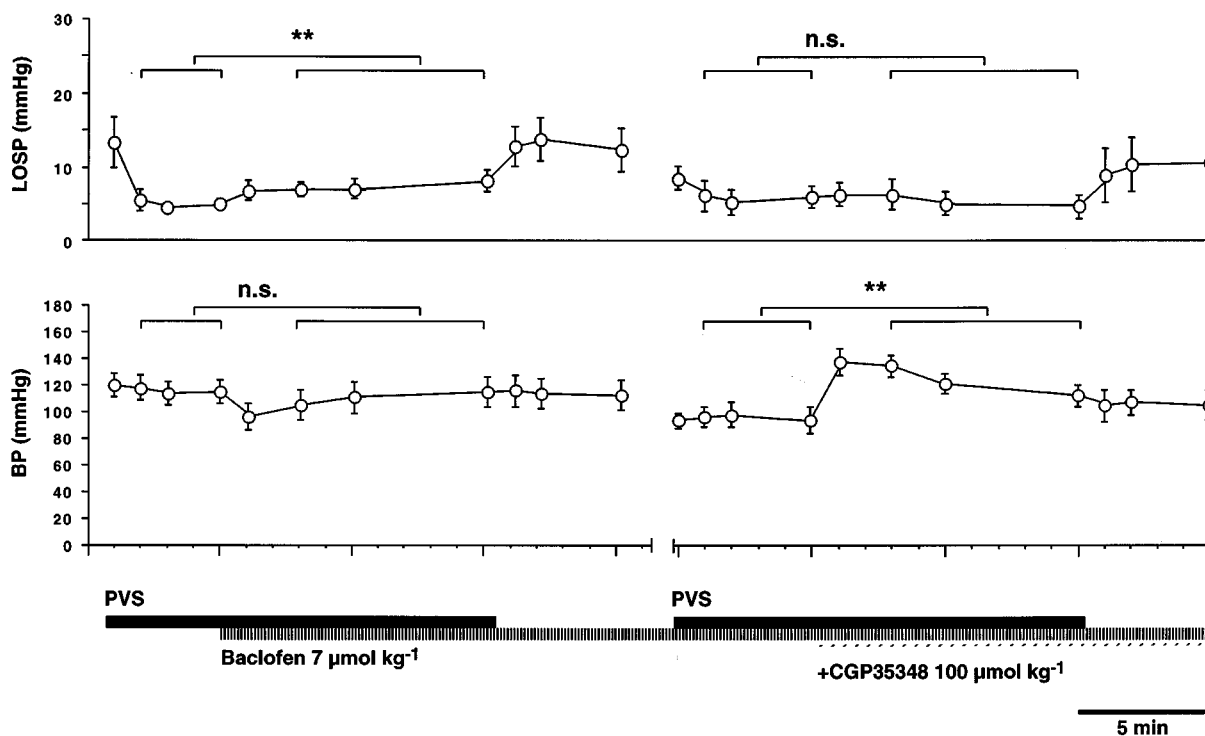 30
20
10
0
LOSP (mmHg)
**
n.s.
180
160
140
120
100
80
60
40
20
0
BP (mmHg)
n.s.
**
PVS
PVS
Baclofen 7 µmol kg-1
+CGP35348 100 µmol kg-1
5 min